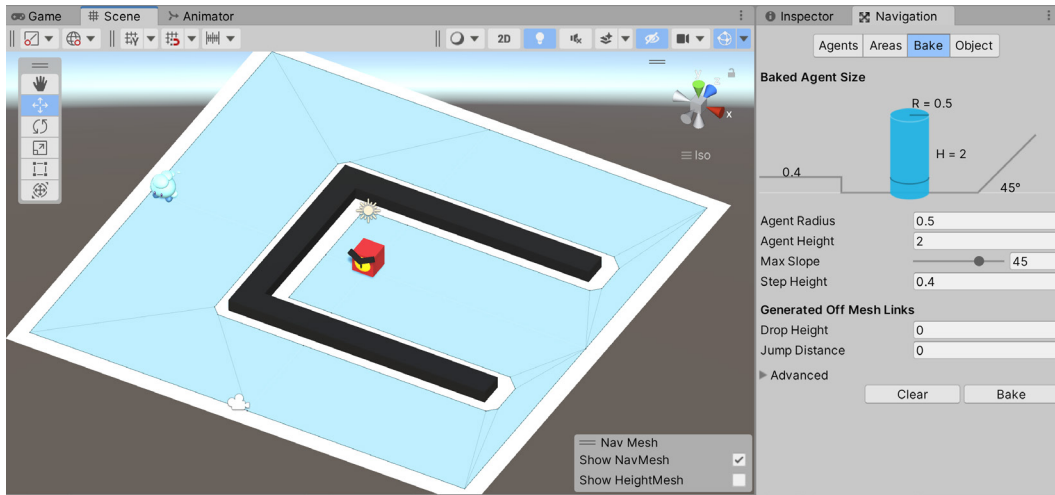 Game
Scene
Animator
Inspector
Navigation
2D
Agents
Areas
Bake
Object
Baked Agent Size
R = 0.5
H = 2
0.4
45°
x
Iso
Agent Radius 0.5
Agent Height 2
Max Slope 45
Step Height 0.4
Generated Off Mesh Links
Drop Height 0
Jump Distance 0
Advanced
Clear
Bake
Nav Mesh
Show NavMesh
Show HeightMesh